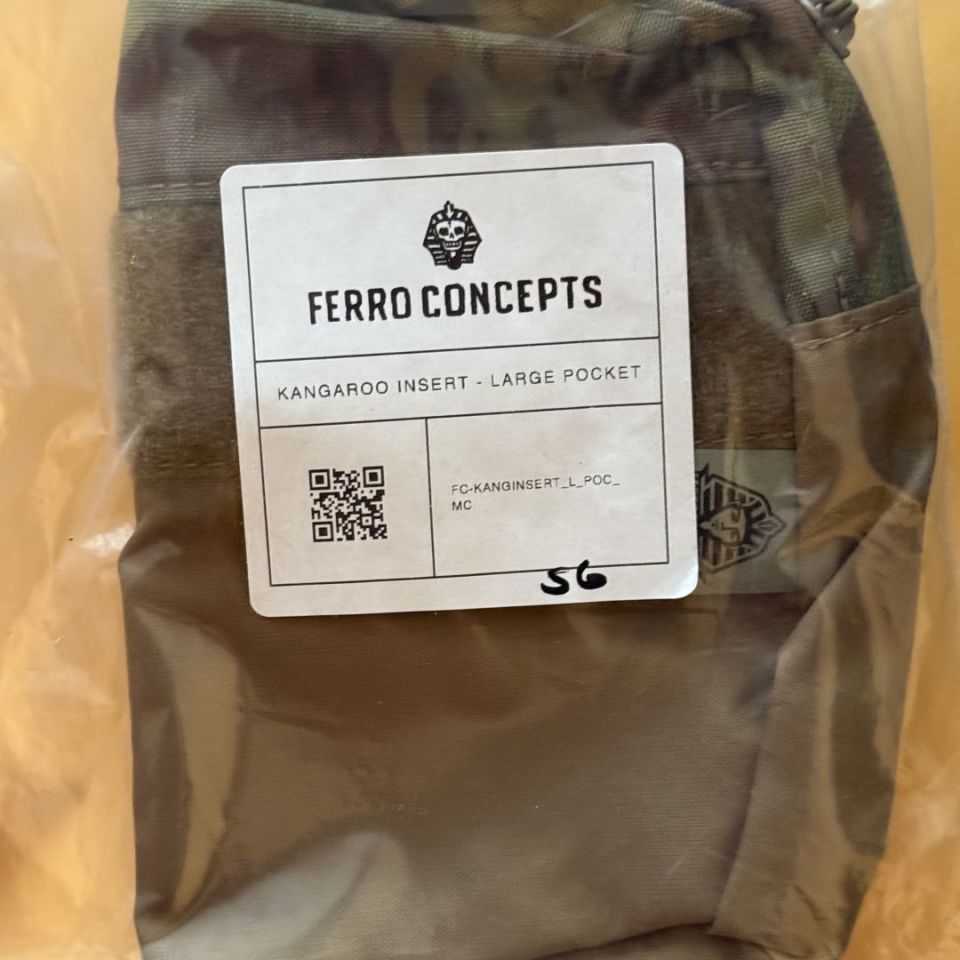 FERRO CONCEPTS
KANGAROO INSERT - LARGE POCKET
FC-KANGINSERT_L_POC_
MC
56